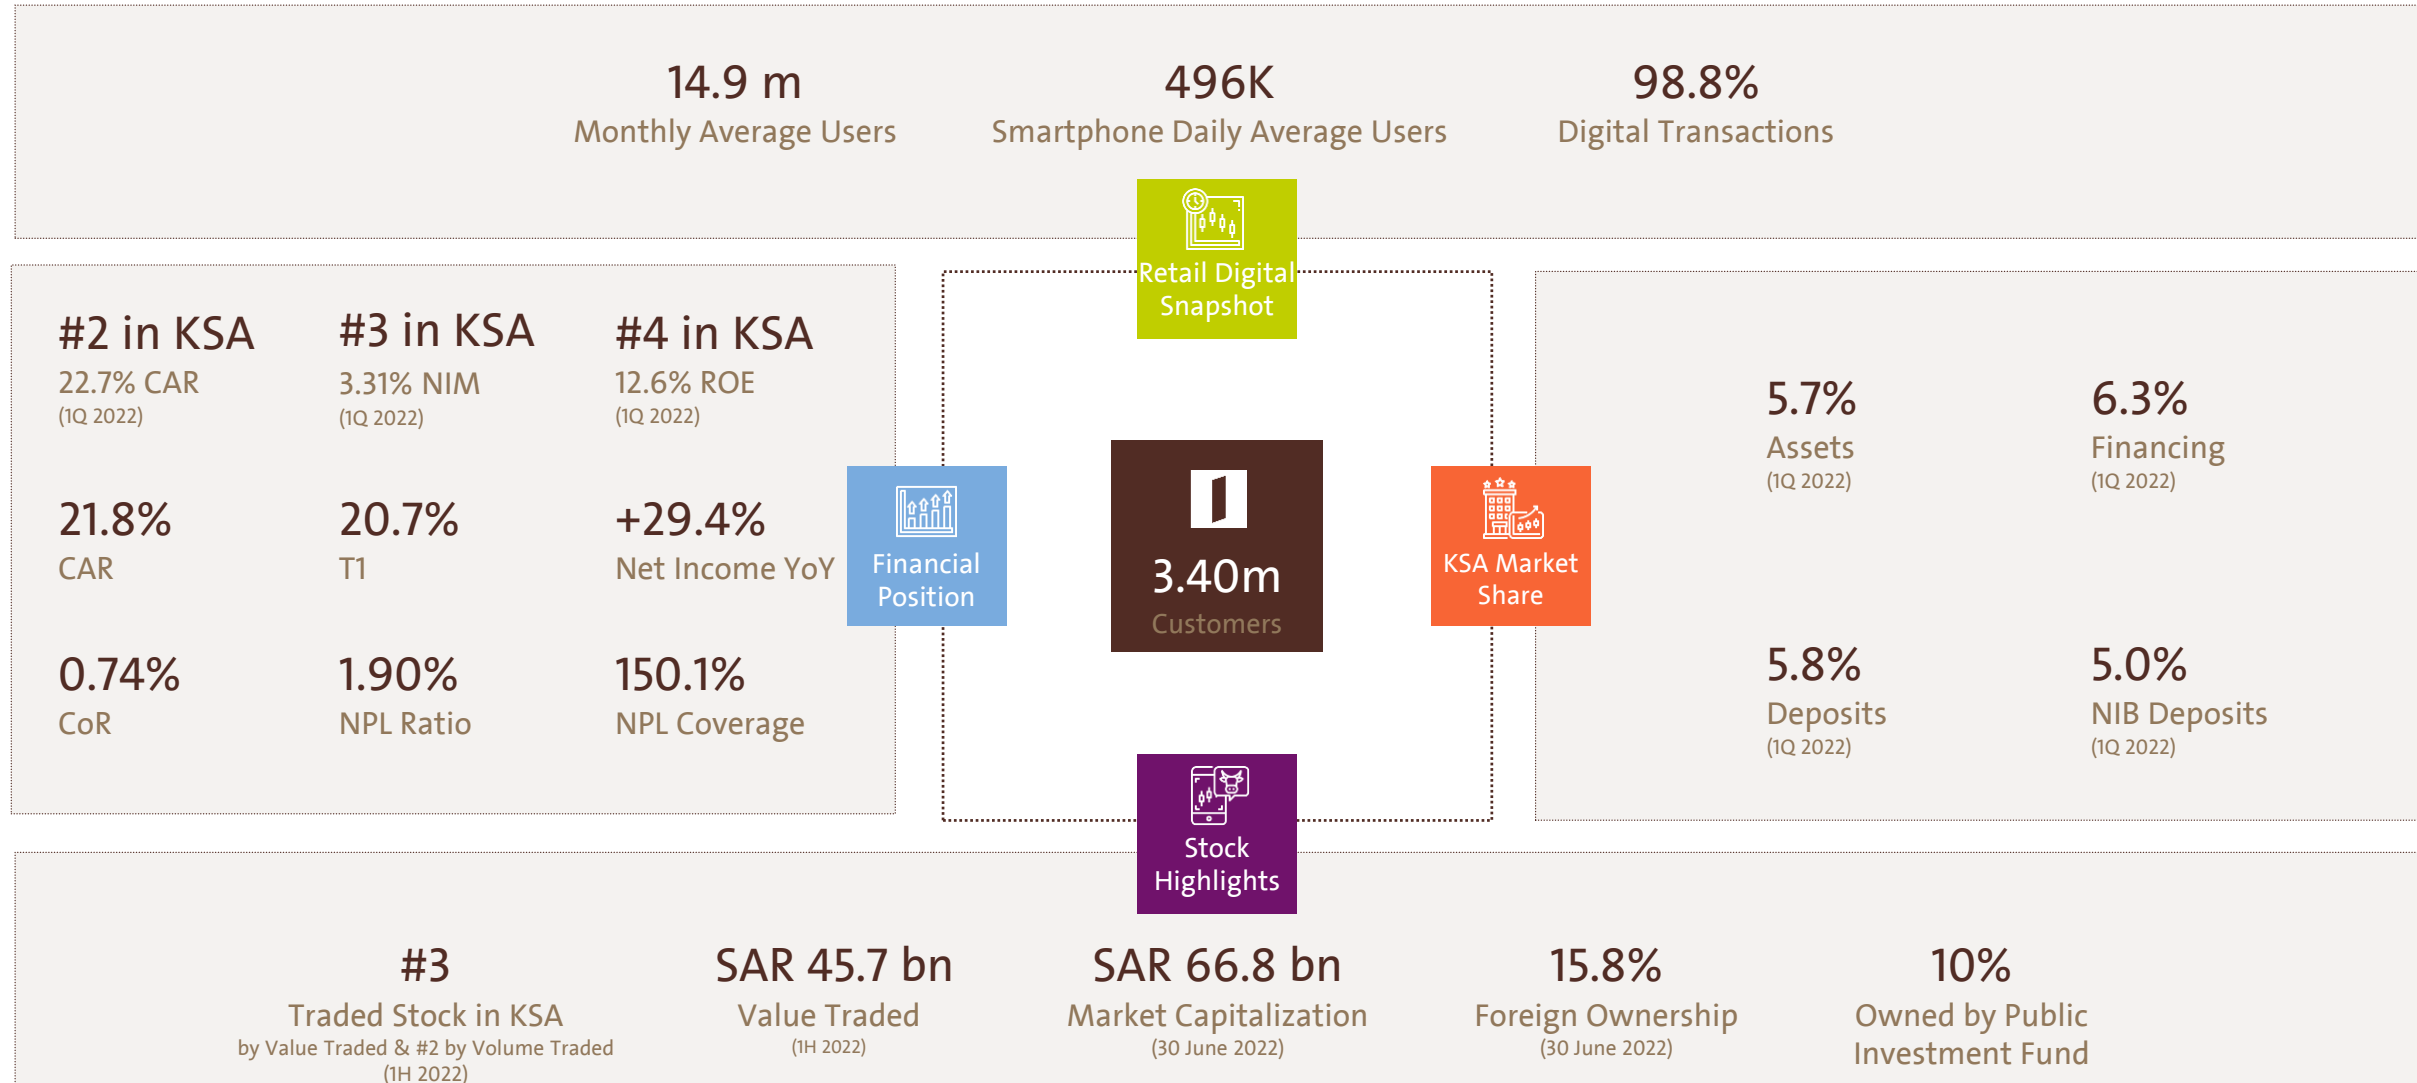 14.9 m
Monthly Average Users
496K
Smartphone Daily Average Users
98.8%
Digital Transactions
Retail Digital
Snapshot
#2 in KSA
22.7% CAR
(1Q 2022)
#3 in KSA
3.31% NIM
(1Q 2022)
#4 in KSA
12.6% ROE
(1Q 2022)
21.8%
CAR
20.7%
T1
+29.4%
Net Income YoY
0.74%
CoR
1.90%
NPL Ratio
150.1%
NPL Coverage
Financial
Position
3.40m
Customers
KSA Market
Share
5.7%
Assets
(1Q 2022)
6.3%
Financing
(1Q 2022)
5.8%
Deposits
(1Q 2022)
5.0%
NIB Deposits
(1Q 2022)
Stock
Highlights
#3
Traded Stock in KSA
by Value Traded & #2 by Volume Traded
(1H 2022)
SAR 45.7 bn
Value Traded
(1H 2022)
SAR 66.8 bn
Market Capitalization
(30 June 2022)
15.8%
Foreign Ownership
(30 June 2022)
10%
Owned by Public
Investment Fund